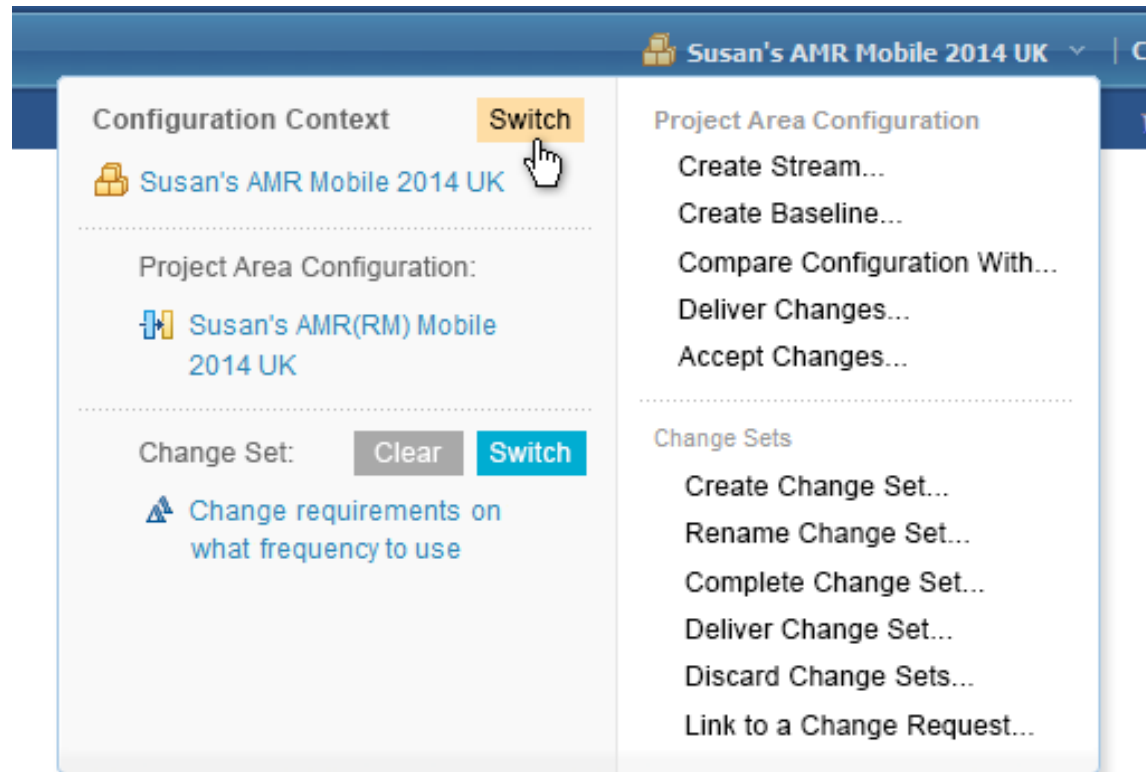 Susan's AMR Mobile 2014 UK
Configuration Context
Switch
Susan's AMR Mobile 2014 UK
Project Area Configuration:
Susan's AMR(RM) Mobile
2014 UK
Change Set:
Clear
Switch
Change requirements on
what frequency to use
Project Area Configuration
Create Stream...
Create Baseline...
Compare Configuration With...
Deliver Changes...
Accept Changes...
Change Sets
Create Change Set...
Rename Change Set...
Complete Change Set...
Deliver Change Set...
Discard Change Sets...
Link to a Change Request...